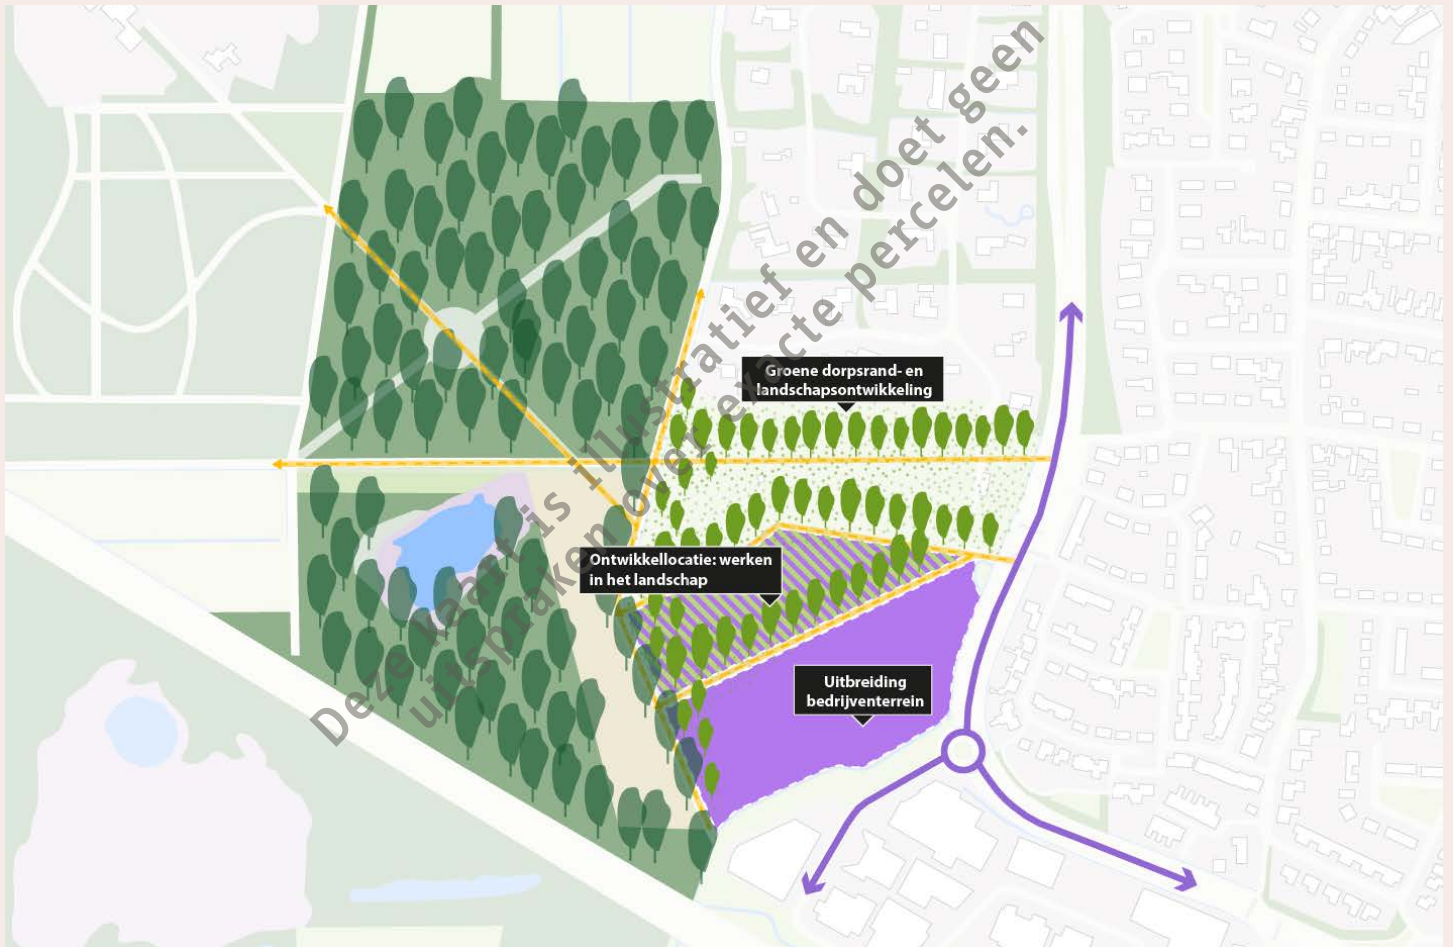 Deze kaart is illustratief en doet geen
uitspraken over exacte percelen.
Groene dorpsrand- en
landschapsontwikkeling
Ontwikkellocatie: werken
in het landschap
Uitbreiding
bedrijventerrein